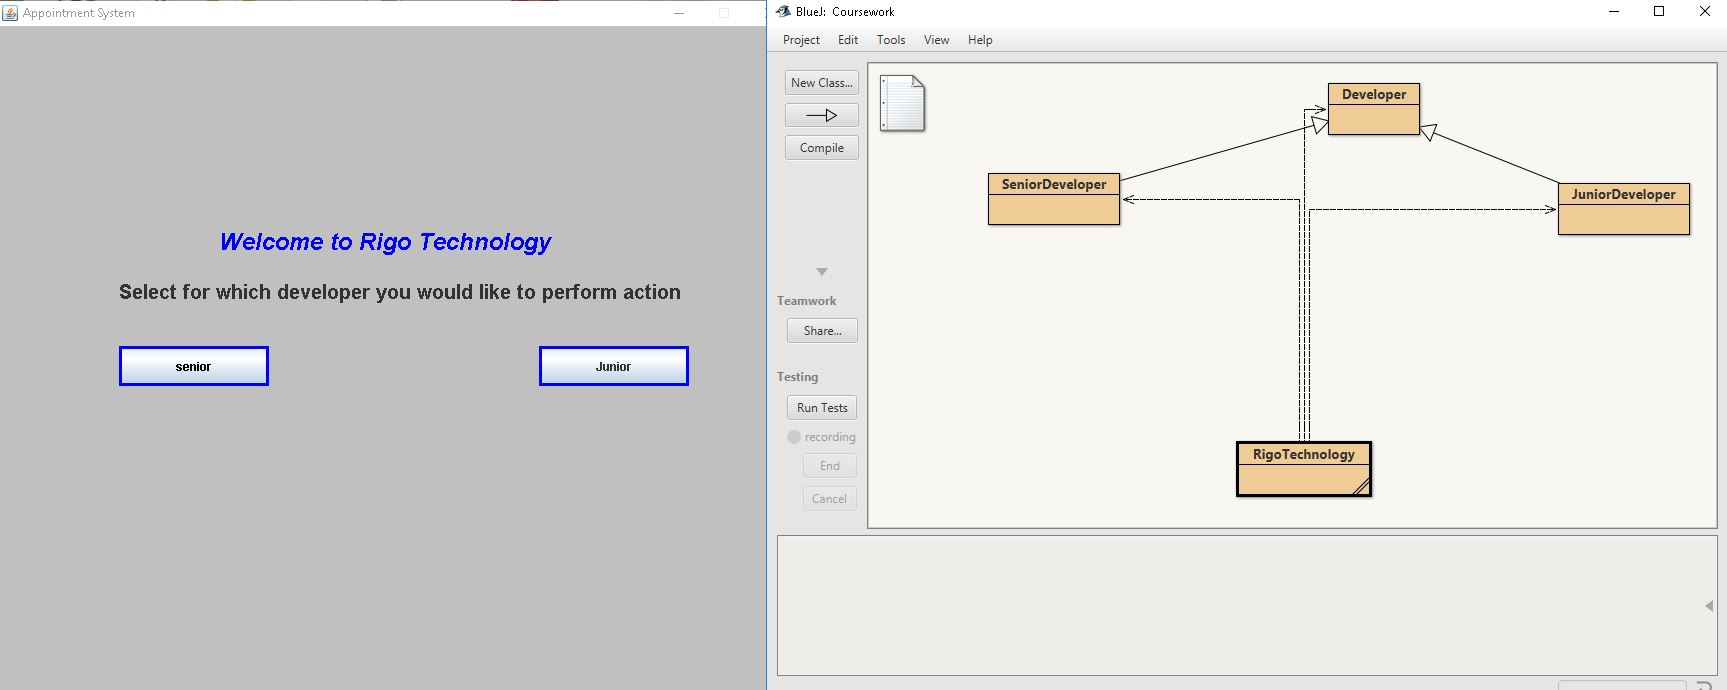 Appointment System
Welcome to Rigo Technology
Select for which developer you would like to perform action
senior
Junior
BlueJ: Coursework
Project Edit Tools View Help
New Class...
Compile
Teamwork
Share...
Testing
Run Tests
recording
End
Cancel
Developer
SeniorDeveloper
JuniorDeveloper
RigoTechnology